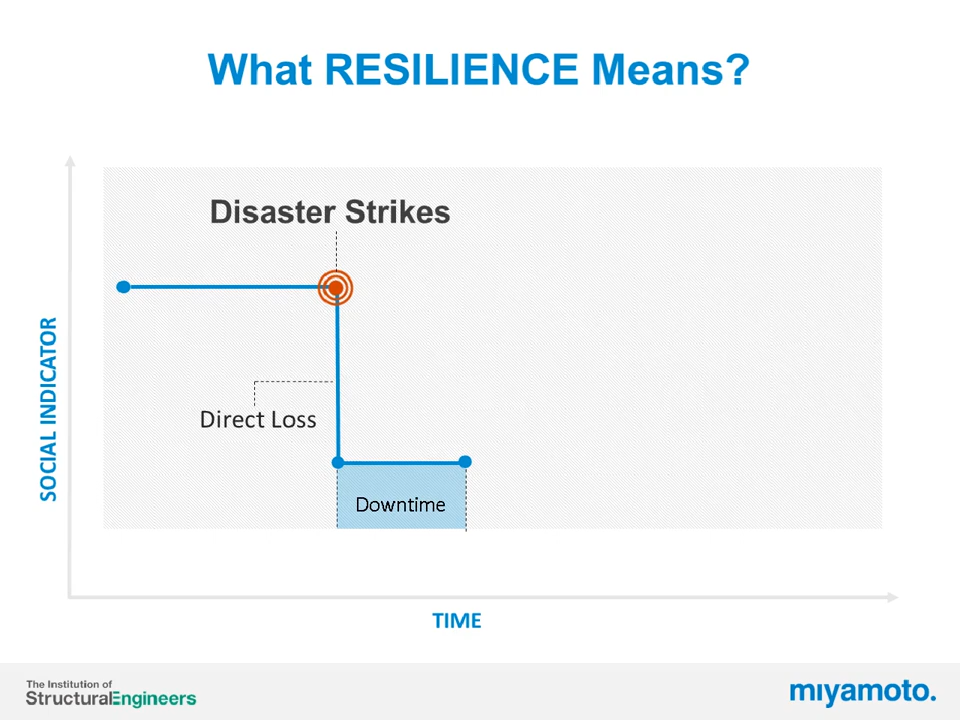 What RESILIENCE Means?
Disaster Strikes
SOCIAL INDICATOR
Direct Loss
Downtime
TIME
The Institution of
StructuralEngineers
miyamoto.